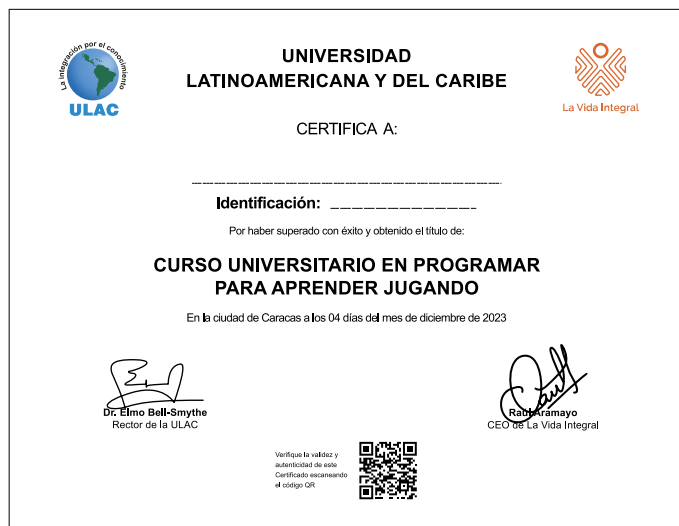 La integración por el conocimiento
ULAC
UNIVERSIDAD
LATINOAMERICANA Y DEL CARIBE
La Vida Integral
CERTIFICA A:
Identificación:
Por haber superado con éxito y obtenido el título de:
CURSO UNIVERSITARIO EN PROGRAMAR
PARA APRENDER JUGANDO
En la ciudad de Caracas a los 04 días del mes de diciembre de 2023
Dr. Elmo Bell-Smythe
Rector de la ULAC
Raúl Aramayo
CEO de La Vida Integral
Verifique la validez y
autenticidad de este
Certificado escaneando
el código QR